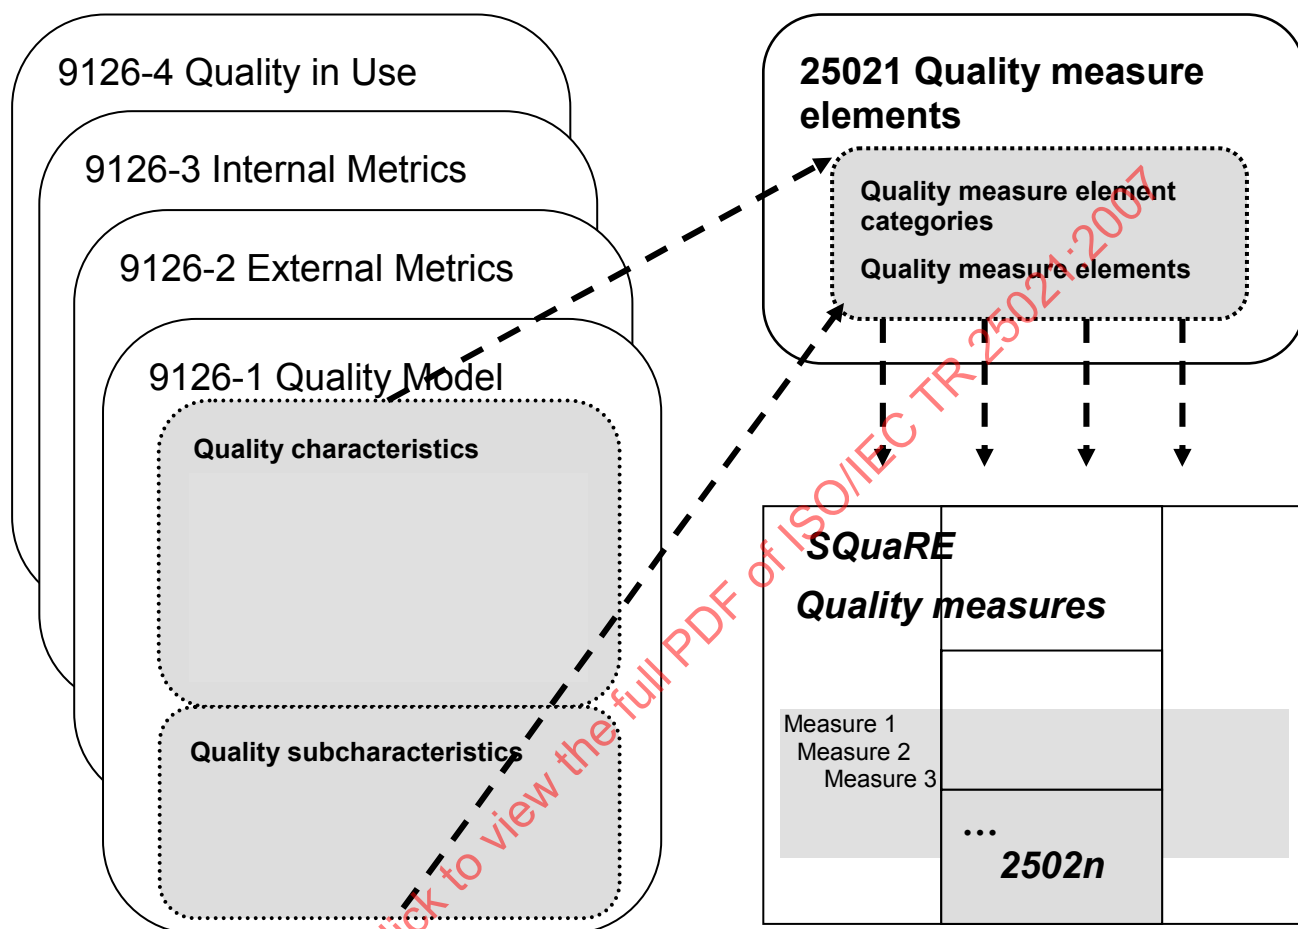 9126-4 Quality in Use
9126-3 Internal Metrics
9126-2 External Metrics
9126-1 Quality Model
Quality characteristics
Quality subcharacteristics
25021 Quality measure
elements
Quality measure element
categories
Quality measure elements
SQuaRE
Quality measures
Measure 1
Measure 2
Measure 3
...
2502n
lick to view the full PDF of ISO/IEC TR 25021:2007